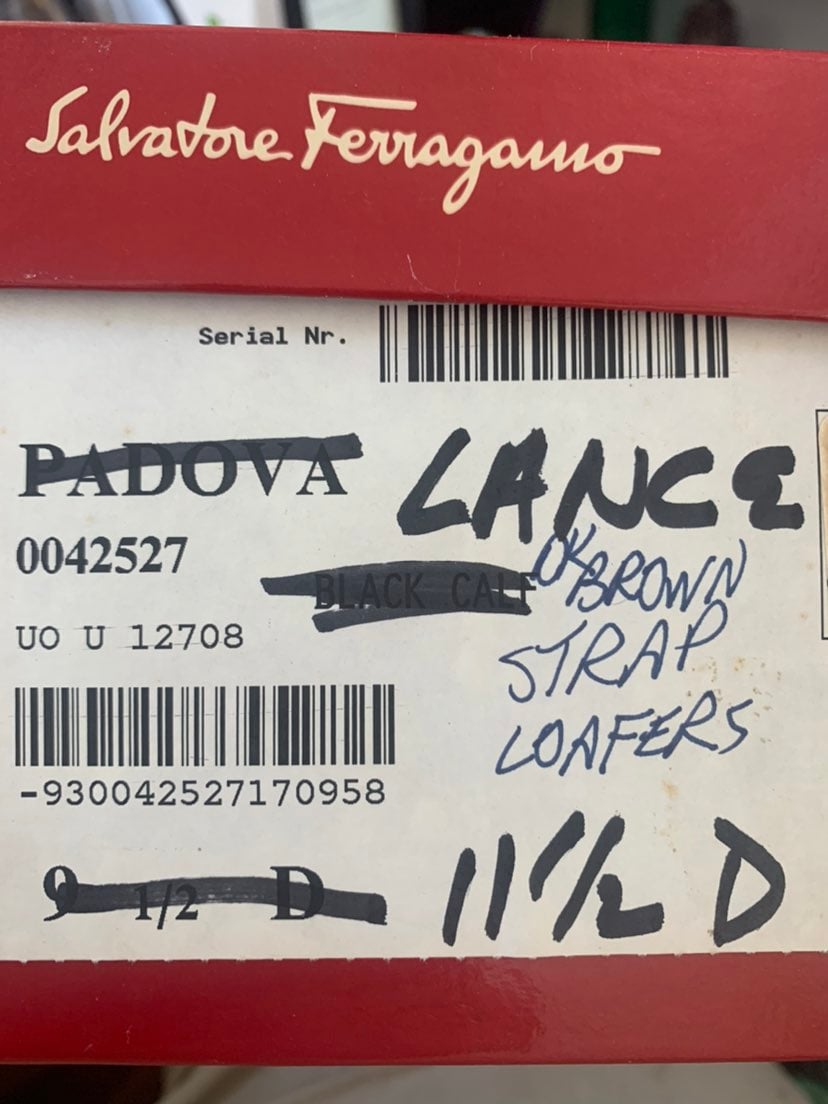 Salvatore Ferragamo
Serial Nr.
PADOVA LANCE
0042527
BLACK CALF DK BROWN
UO U 12708 STRAP
LOAFERS
-930042527170958
9 1/2 D 11 1/2 D